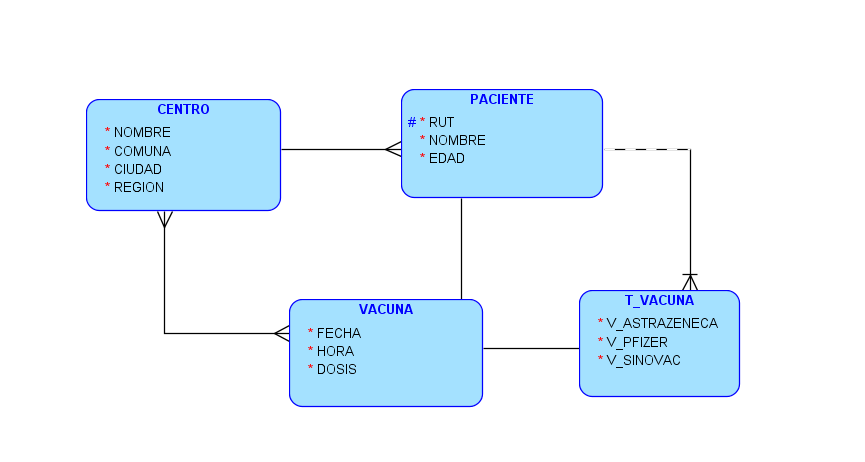 CENTRO
* NOMBRE
* COMUNA
* CIUDAD
* REGION
PACIENTE
# * RUT
* NOMBRE
* EDAD
VACUNA
* FECHA
* HORA
* DOSIS
T_VACUNA
* V_ASTRAZENECA
* V_PFIZER
* V_SINOVAC